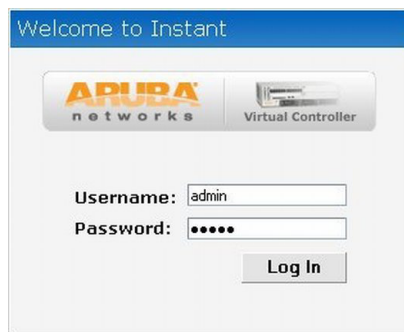 Welcome to Instant
ARUBA
networks
Virtual Controller
Username: admin
Password: •••••
Log In